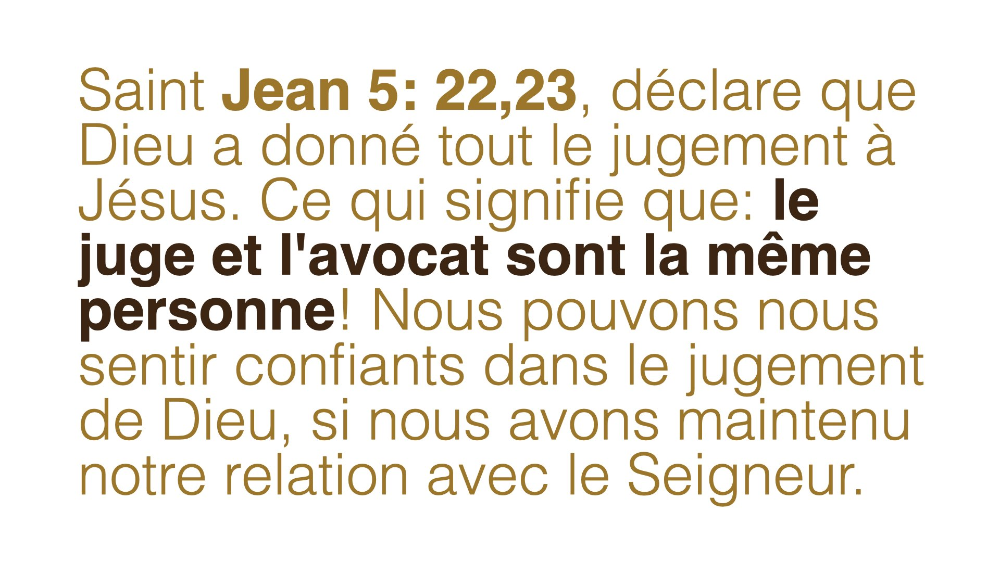 Saint Jean 5: 22,23, déclare que
Dieu a donné tout le jugement à
Jésus. Ce qui signifie que: le
juge et l'avocat sont la même
personne! Nous pouvons nous
sentir confiants dans le jugement
de Dieu, si nous avons maintenu
notre relation avec le Seigneur.